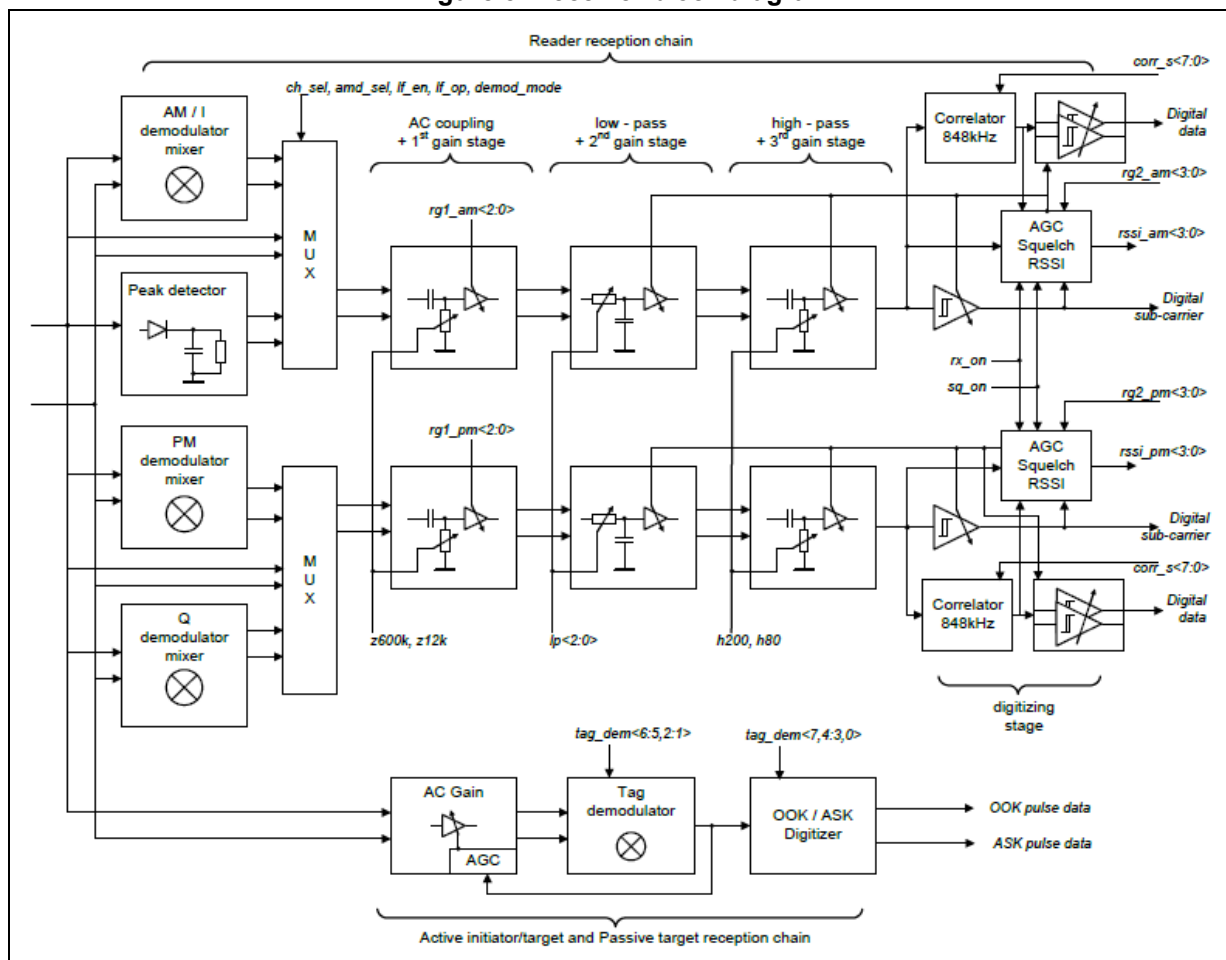 Reader reception chain
corr_s<7:0>
ch_sel, amd_sel, lf_en, lf_op, demod_mode
AM / I
demodulator
mixer
AC coupling
+ 1st gain stage
low - pass
+ 2nd gain stage
high - pass
+ 3rd gain stage
Correlator
848kHz
Digital
data
rg1_am<2:0>
rg2_am<3:0>
M
U
X
AGC
Squelch
RSSI
rssi_am<3:0>
Peak detector
Digital
sub-carrier
rx_on
sq_on
rg2_pm<3:0>
PM
demodulator
mixer
rg1_pm<2:0>
AGC
Squelch
RSSI
rssi_pm<3:0>
M
U
X
Digital
sub-carrier
corr_s<7:0>
Q
demodulator
mixer
Correlator
848kHz
Digital
data
z600k, z12k
lp<2:0>
h200, h80
digitizing
stage
tag_dem<6:5,2:1>
tag_dem<7,4:3,0>
AC Gain
AGC
Tag
demodulator
OOK / ASK
Digitizer
OOK pulse data
ASK pulse data
Active initiator/target and Passive target reception chain